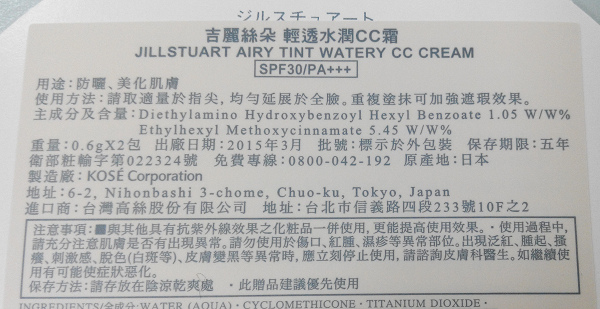 ジルスチュアート
吉麗絲朵 輕透水潤CC霜
JILLSTUART AIRY TINT WATERY CC CREAM
SPF30/PA+++
用途:防曬、美化肌膚
使用方法:請取適量於指尖,均勻延展於全臉。重複塗抹可加強遮瑕效果。
主成分及含量:Diethylamino Hydroxybenzoyl Hexyl Benzoate 1.05 W/W%
Ethylhexyl Methoxycinnamate 5.45 W/W%
重量:0.6gX2包 出廠日期:2015年3月 批號:標示於外包裝 保存期限:五年
衛部粧輸字第022324號 免費專線:0800-042-192 原產地:日本
製造廠:KOSÉ Corporation
地址:6-2, Nihonbashi 3-chome, Chuo-ku, Tokyo, Japan
進口商:台灣高絲股份有限公司 地址:台北市信義路四段233號10F之2
注意事項:■與其他具有抗紫外線效果之化粧品一併使用,更能提高使用效果。・使用過程中,
請充分注意肌膚是否有出現異常。請勿使用於傷口、紅腫、濕疹等異常部位。出現泛紅、腫起、搔
癢、刺激感、脫色(白斑等)、皮膚變黑等異常時,應立刻停止使用,請諮詢皮膚科醫生。如繼續使
用有可能使症狀惡化。
保存方法:請存放在陰涼乾爽處 ・此贈品建議優先使用
INGREDIENTS/全成分:WATER (AQUA)・CYCLOMETHICONE・TITANIUM DIOXIDE・